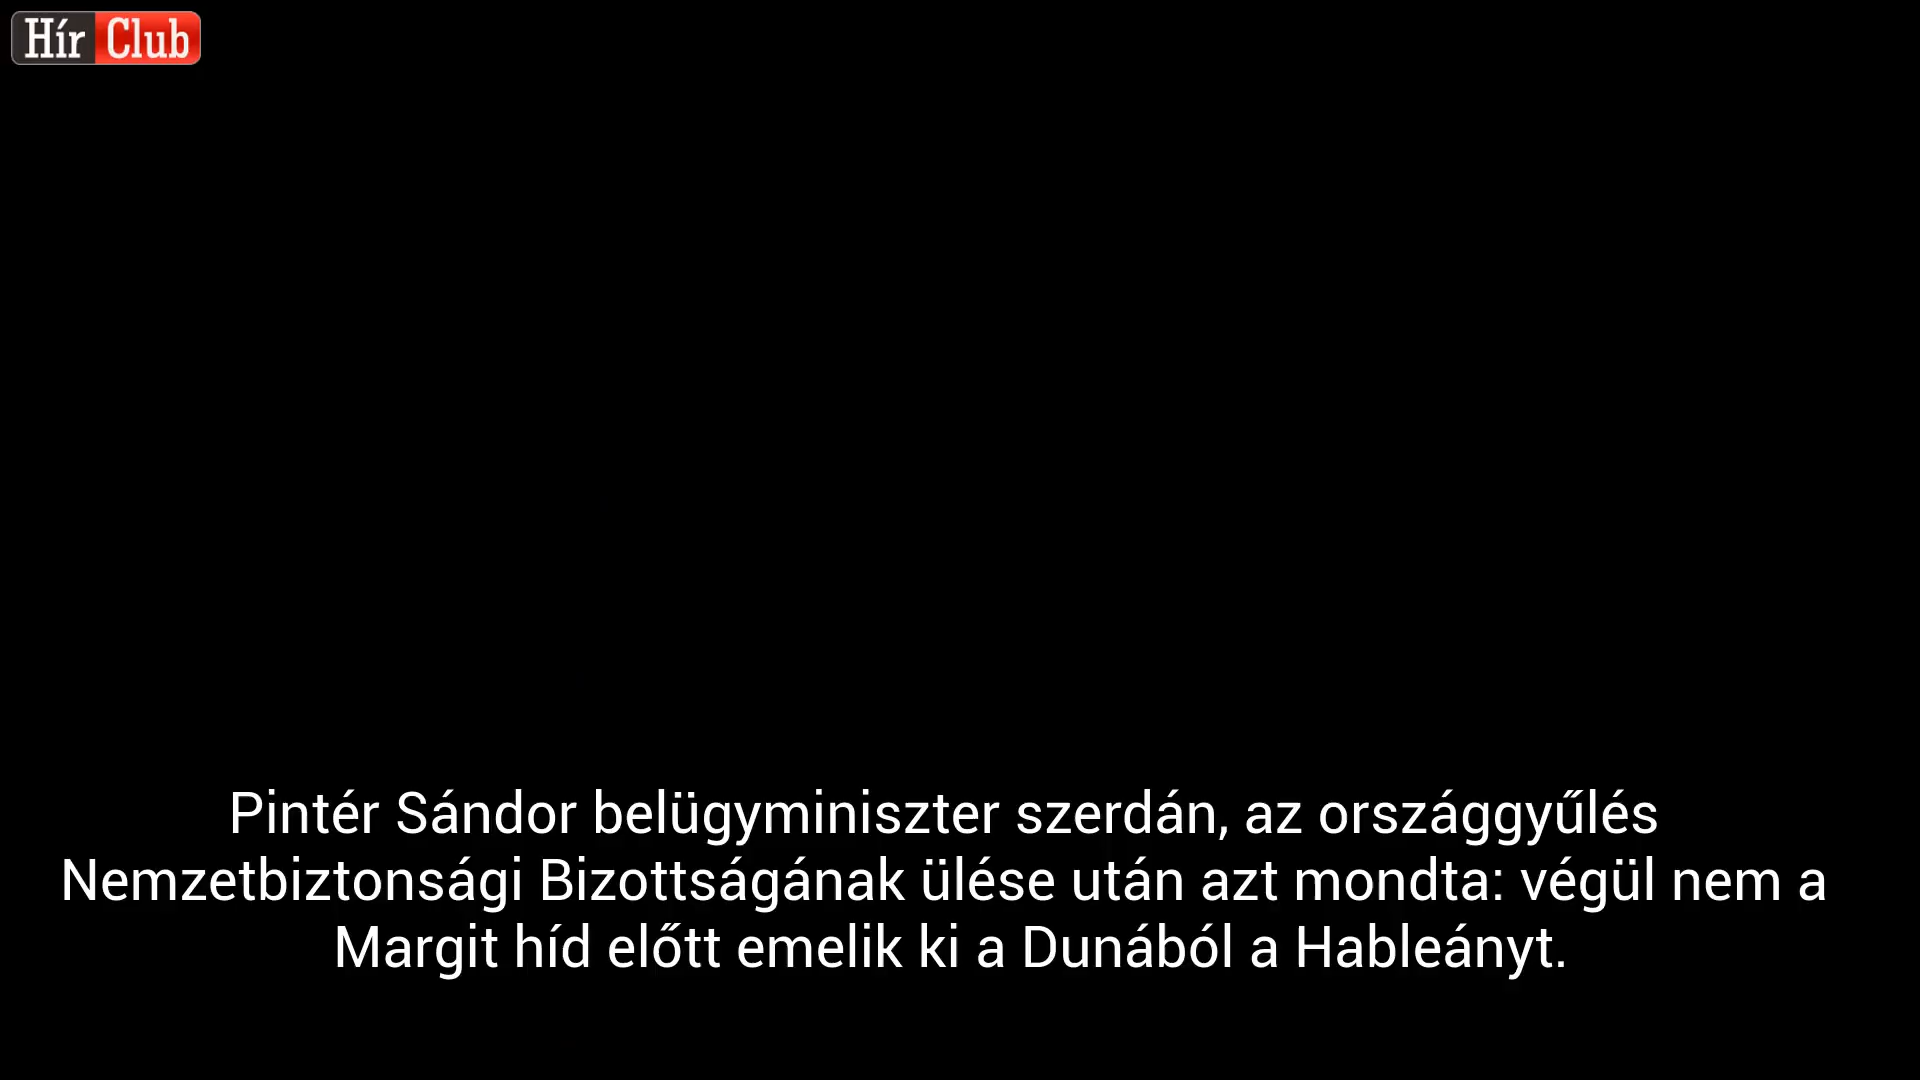 Hír Club
Pintér Sándor belügyminiszter szerdán, az országgyűlés
Nemzetbiztonsági Bizottságának ülése után azt mondta: végül nem a
Margit híd előtt emelik ki a Dunából a Hableányt.